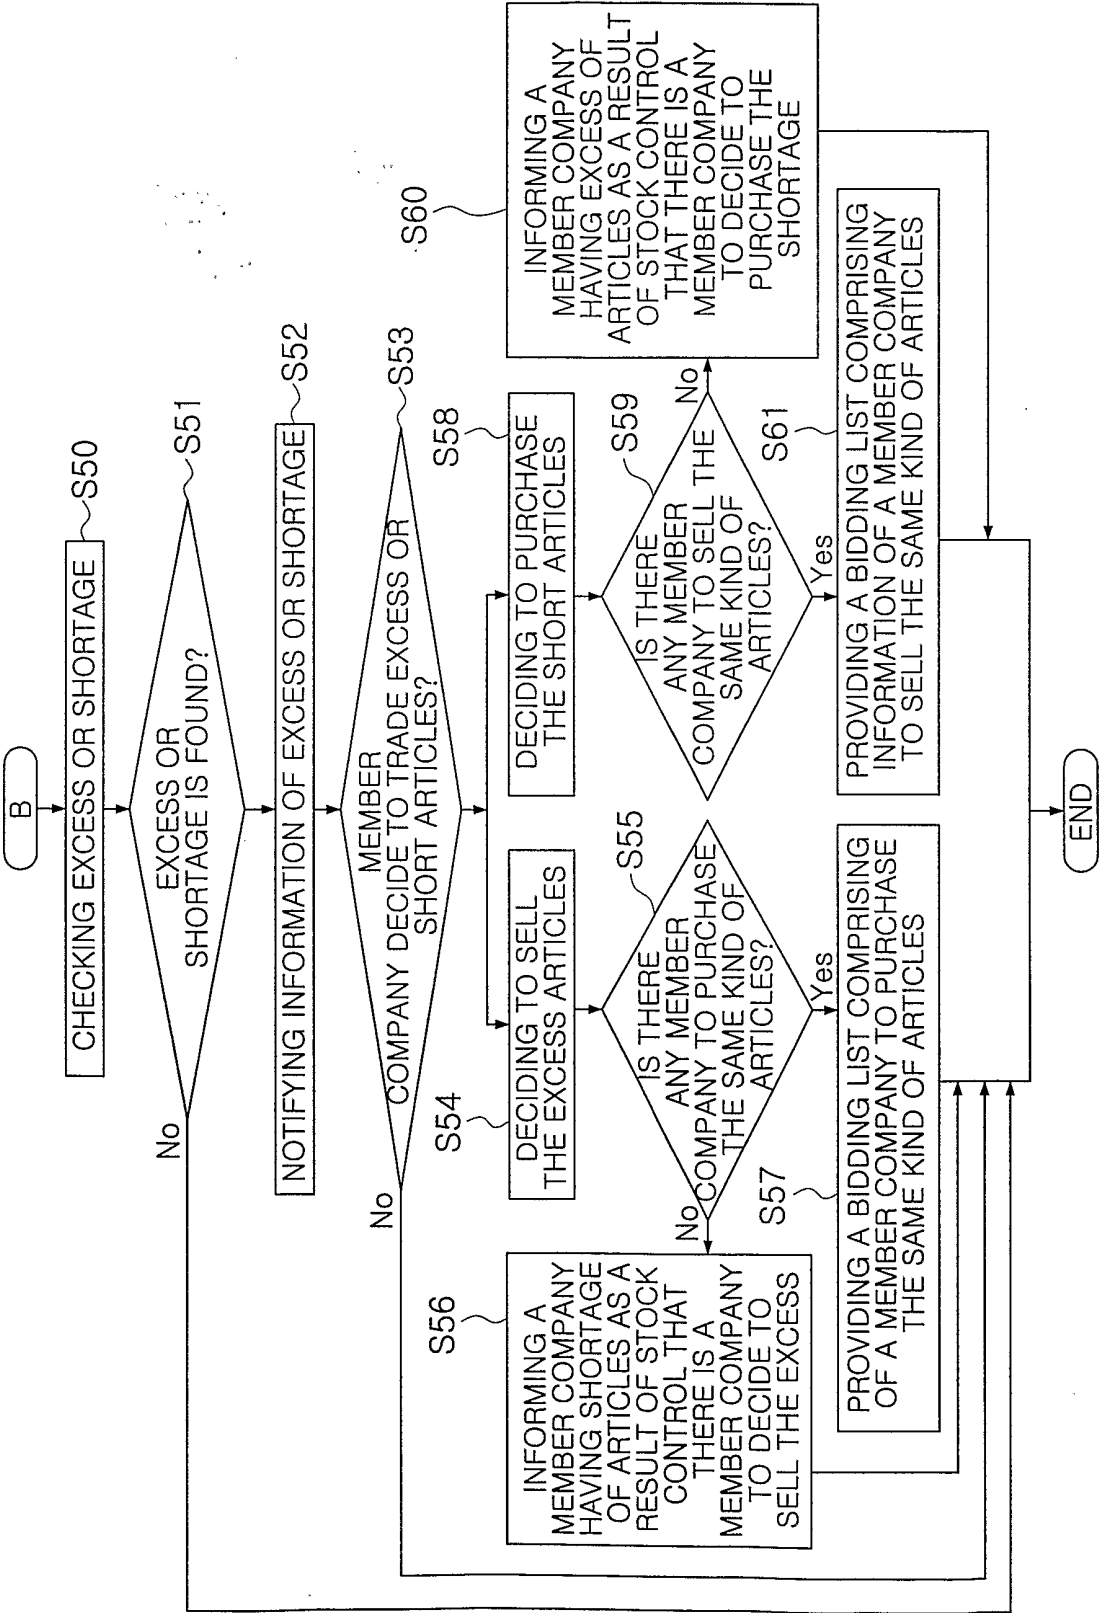 B
CHECKING EXCESS OR SHORTAGE
S50
EXCESS OR
SHORTAGE IS FOUND?
S51
No
NOTIFYING INFORMATION OF EXCESS OR SHORTAGE
S52
MEMBER
COMPANY DECIDE TO TRADE EXCESS OR
SHORT ARTICLES?
S53
No
DECIDING TO SELL
THE EXCESS ARTICLES
S54
IS THERE
ANY MEMBER
COMPANY TO PURCHASE
THE SAME KIND OF
ARTICLES?
S55
No
Yes
INFORMING A
MEMBER COMPANY
HAVING SHORTAGE
OF ARTICLES AS A
RESULT OF STOCK
CONTROL THAT
THERE IS A
MEMBER COMPANY
TO DECIDE TO
SELL THE EXCESS
S56
PROVIDING A BIDDING LIST COMPRISING
OF A MEMBER COMPANY TO PURCHASE
THE SAME KIND OF ARTICLES
S57
DECIDING TO PURCHASE
THE SHORT ARTICLES
S58
IS THERE
ANY MEMBER
COMPANY TO SELL THE
SAME KIND OF
ARTICLES?
S59
No
Yes
INFORMING A
MEMBER COMPANY
HAVING EXCESS OF
ARTICLES AS A RESULT
OF STOCK CONTROL
THAT THERE IS A
MEMBER COMPANY
TO DECIDE TO
PURCHASE THE
SHORTAGE
S60
PROVIDING A BIDDING LIST COMPRISING
INFORMATION OF A MEMBER COMPANY
TO SELL THE SAME KIND OF ARTICLES
S61
END